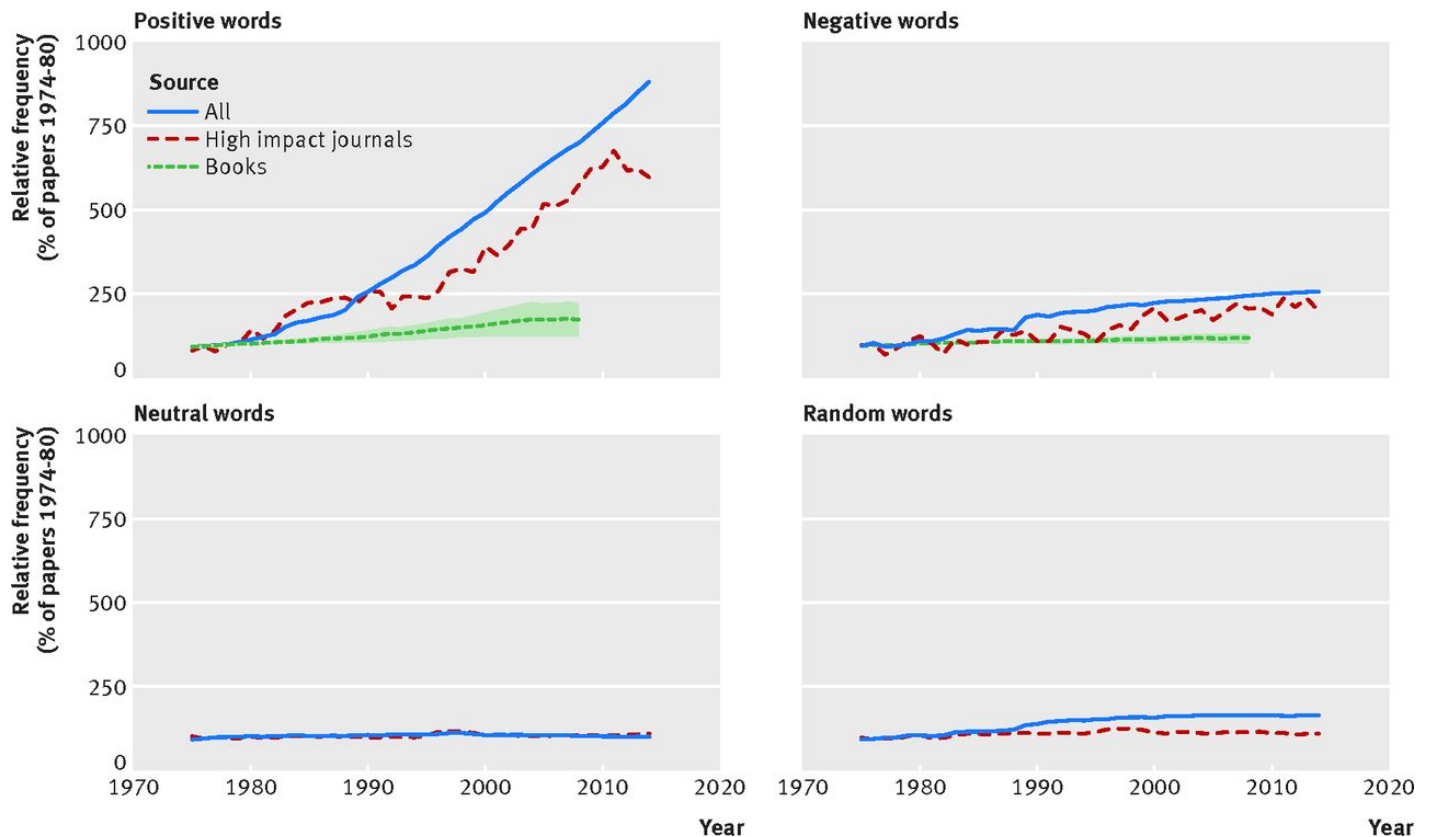 Positive words
Negative words
Relative frequency
(% of papers 1974-80)
1000
750
500
250
0
Source
All
High impact journals
Books
Neutral words
Random words
Relative frequency
(% of papers 1974-80)
1000
750
500
250
0
1970 1980 1990 2000 2010 2020
1970 1980 1990 2000 2010 2020
Year
Year